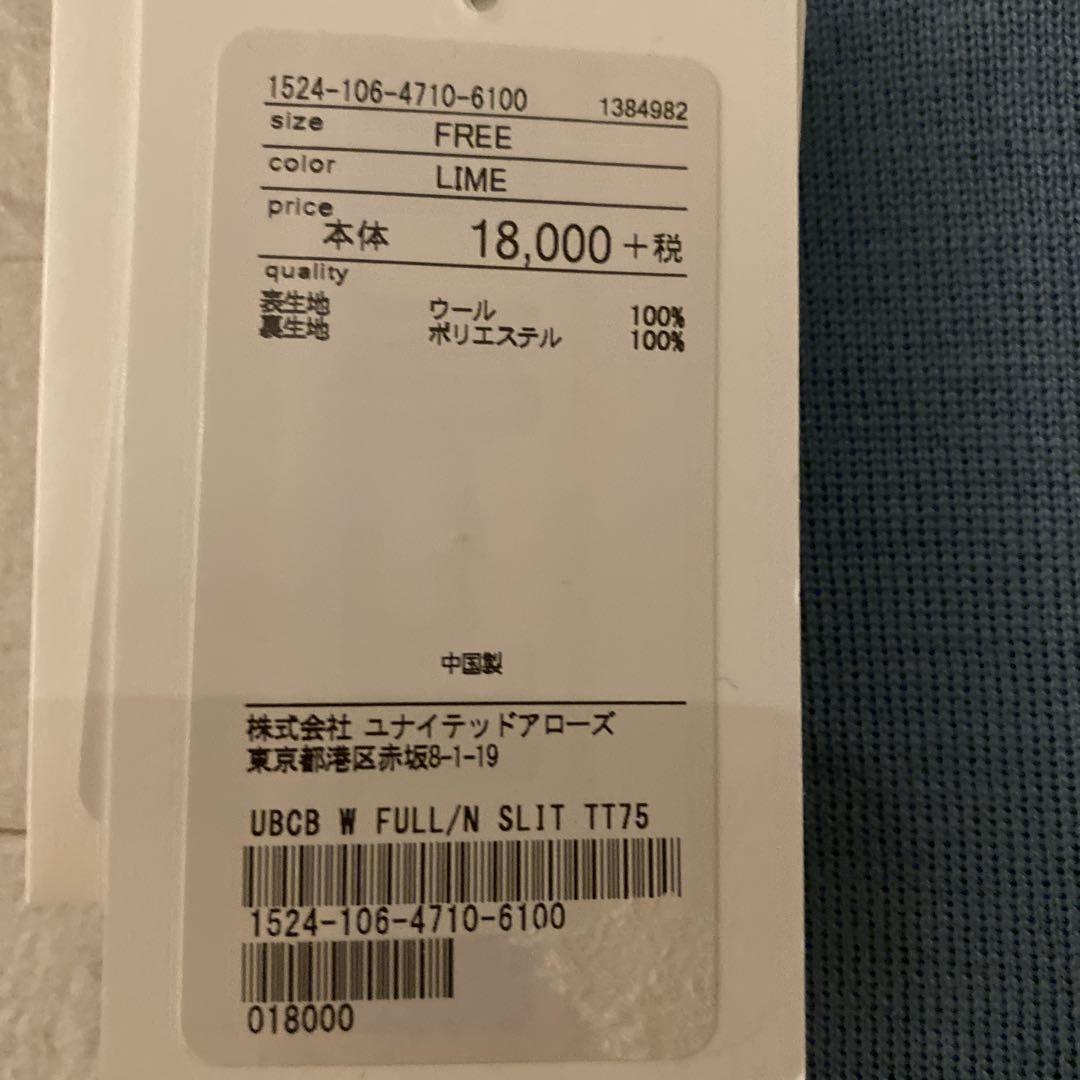 1524-106-4710-6100 1384982
size FREE
color LIME
price 本体 18,000+税
quality
表生地 ウール 100%
裏生地 ポリエステル 100%
中国製
株式会社 ユナイテッドアローズ
東京都港区赤坂8-1-19
UBCB W FULL/N SLIT TT75
1524-106-4710-6100
018000